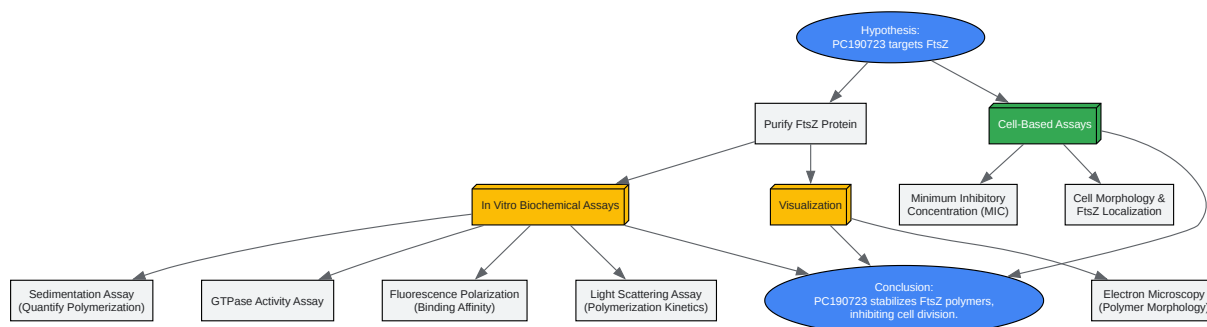 Hypothesis:
PC190723 targets FtsZ
Purify FtsZ Protein
Cell-Based Assays
In Vitro Biochemical Assays
Visualization
Minimum Inhibitory
Concentration (MIC)
Cell Morphology &
FtsZ Localization
Sedimentation Assay
(Quantify Polymerization)
GTPase Activity Assay
Fluorescence Polarization
(Binding Affinity)
Light Scattering Assay
(Polymerization Kinetics)
Conclusion:
PC190723 stabilizes FtsZ polymers,
inhibiting cell division.
Electron Microscopy
(Polymer Morphology)